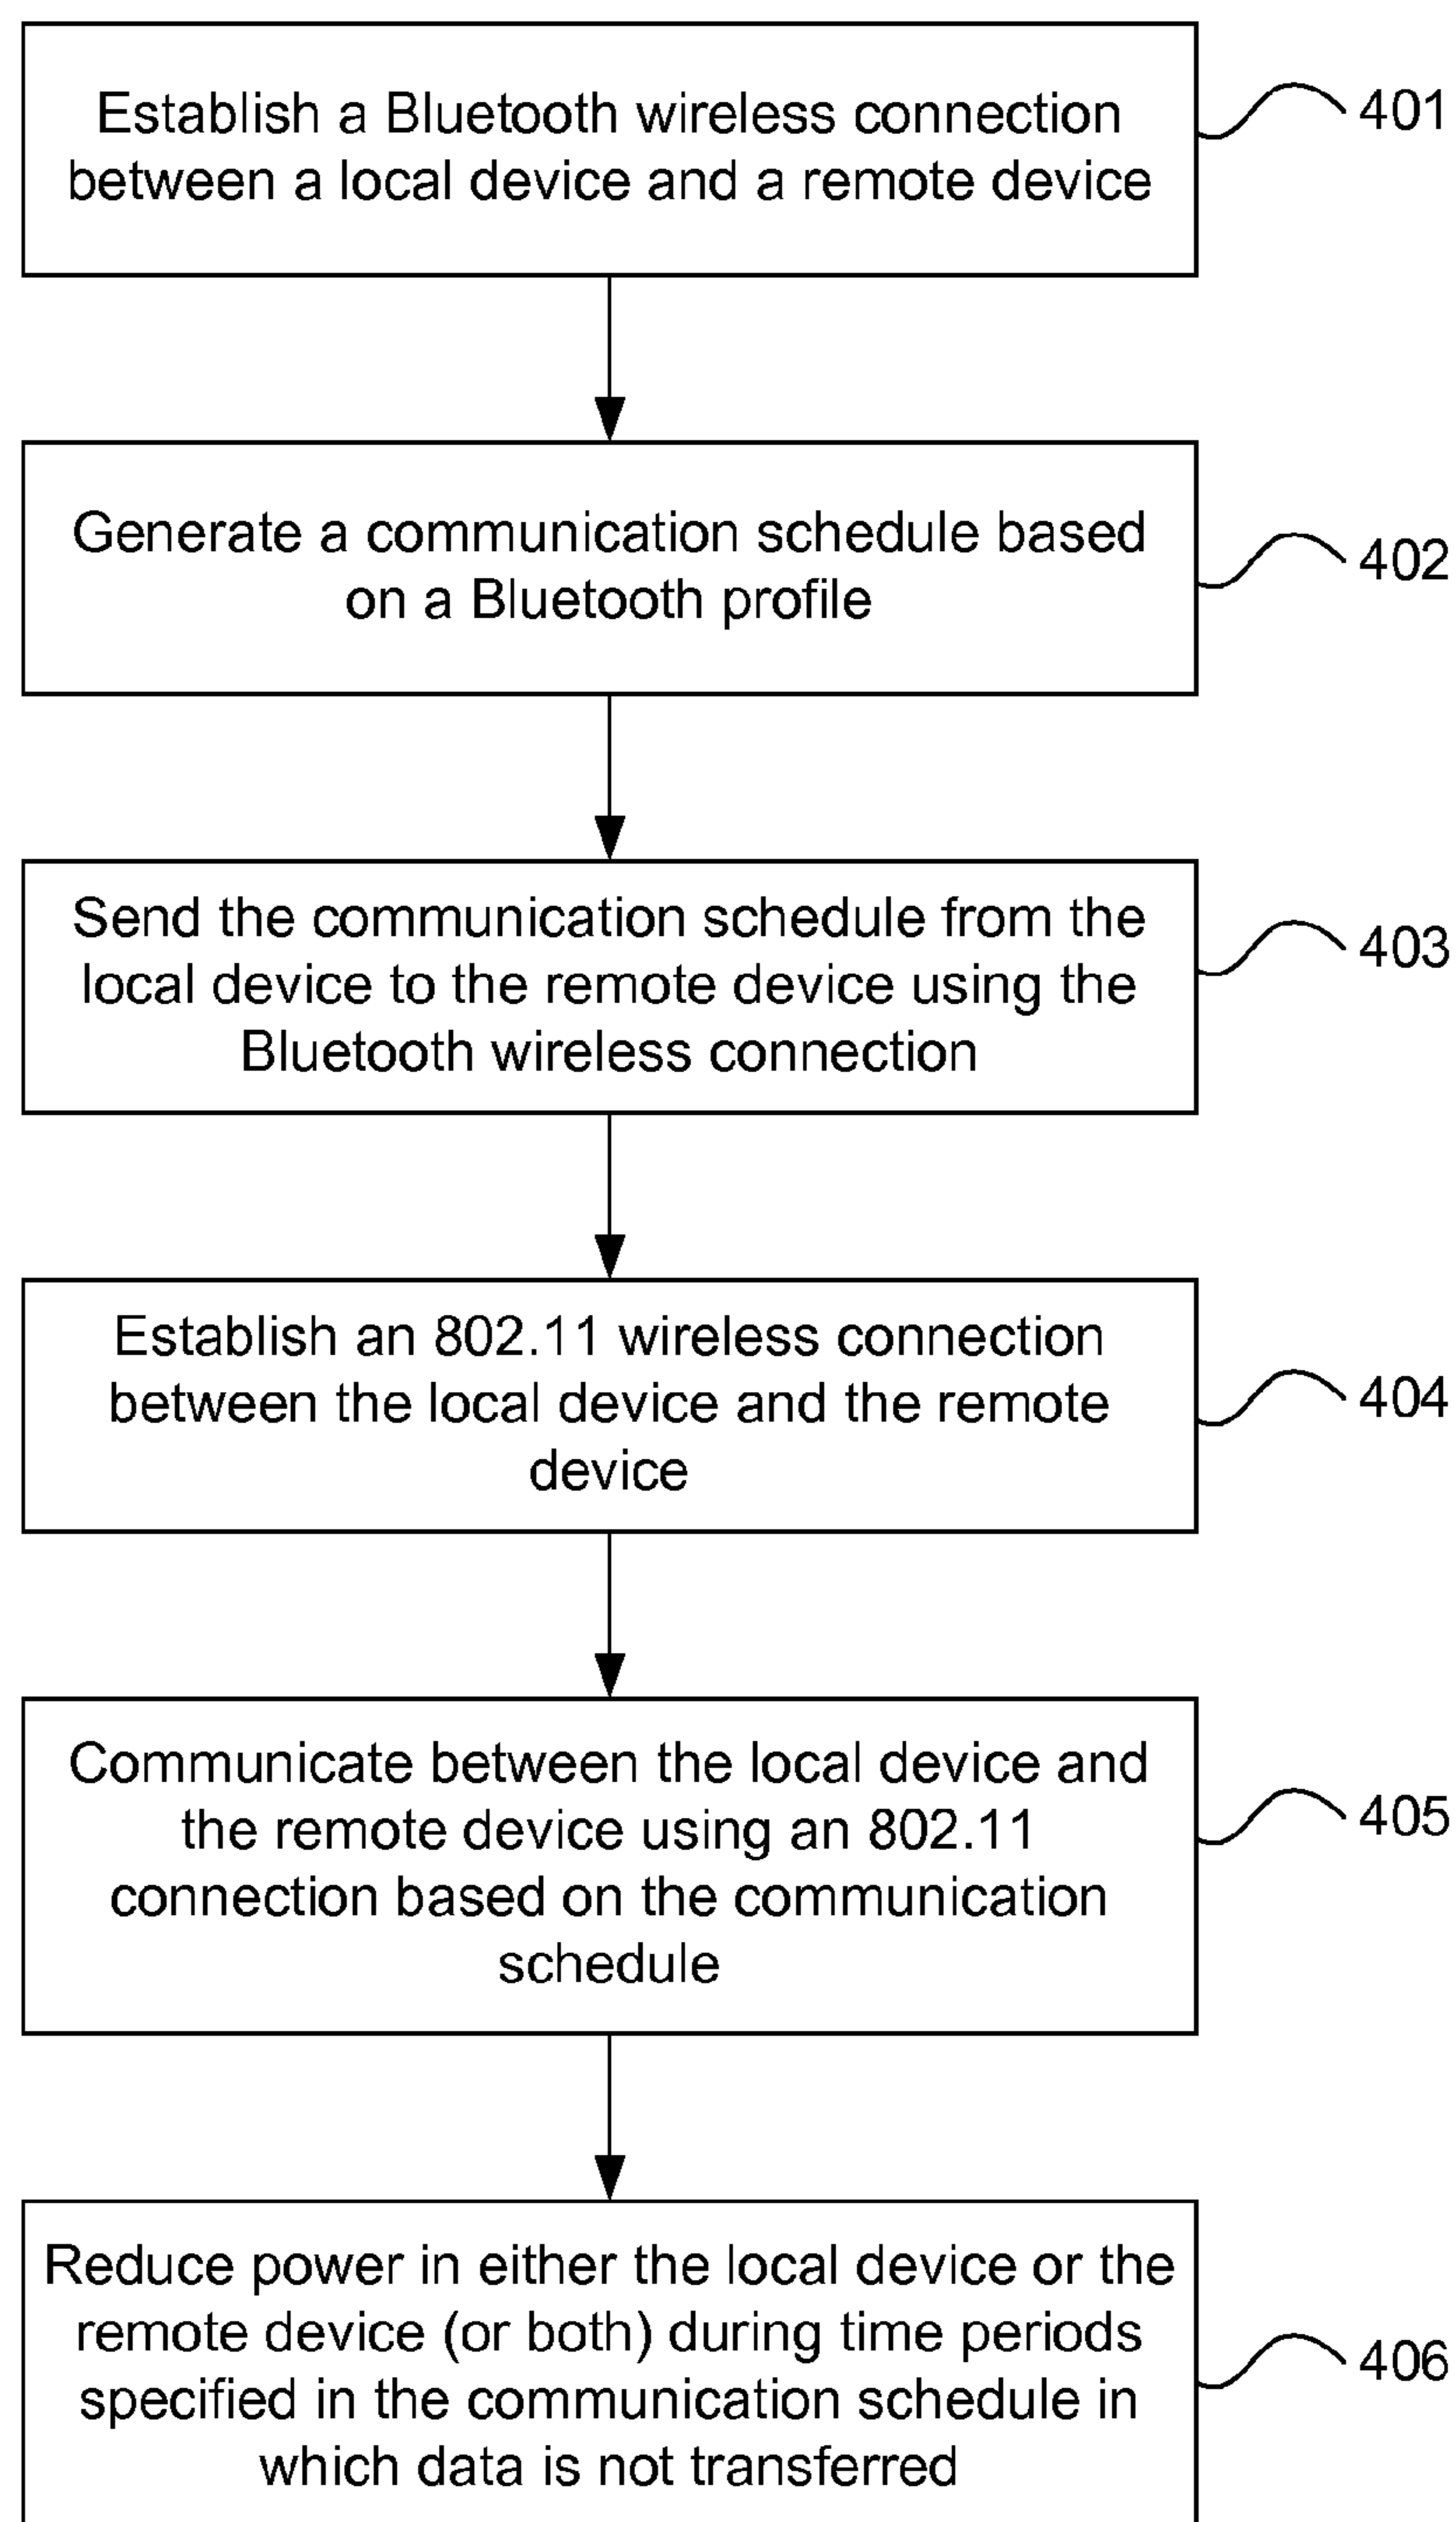 Establish a Bluetooth wireless connection
between a local device and a remote device
401
Generate a communication schedule based
on a Bluetooth profile
402
Send the communication schedule from the
local device to the remote device using the
Bluetooth wireless connection
403
Establish an 802.11 wireless connection
between the local device and the remote
device
404
Communicate between the local device and
the remote device using an 802.11
connection based on the communication
schedule
405
Reduce power in either the local device or the
remote device (or both) during time periods
specified in the communication schedule in
which data is not transferred
406